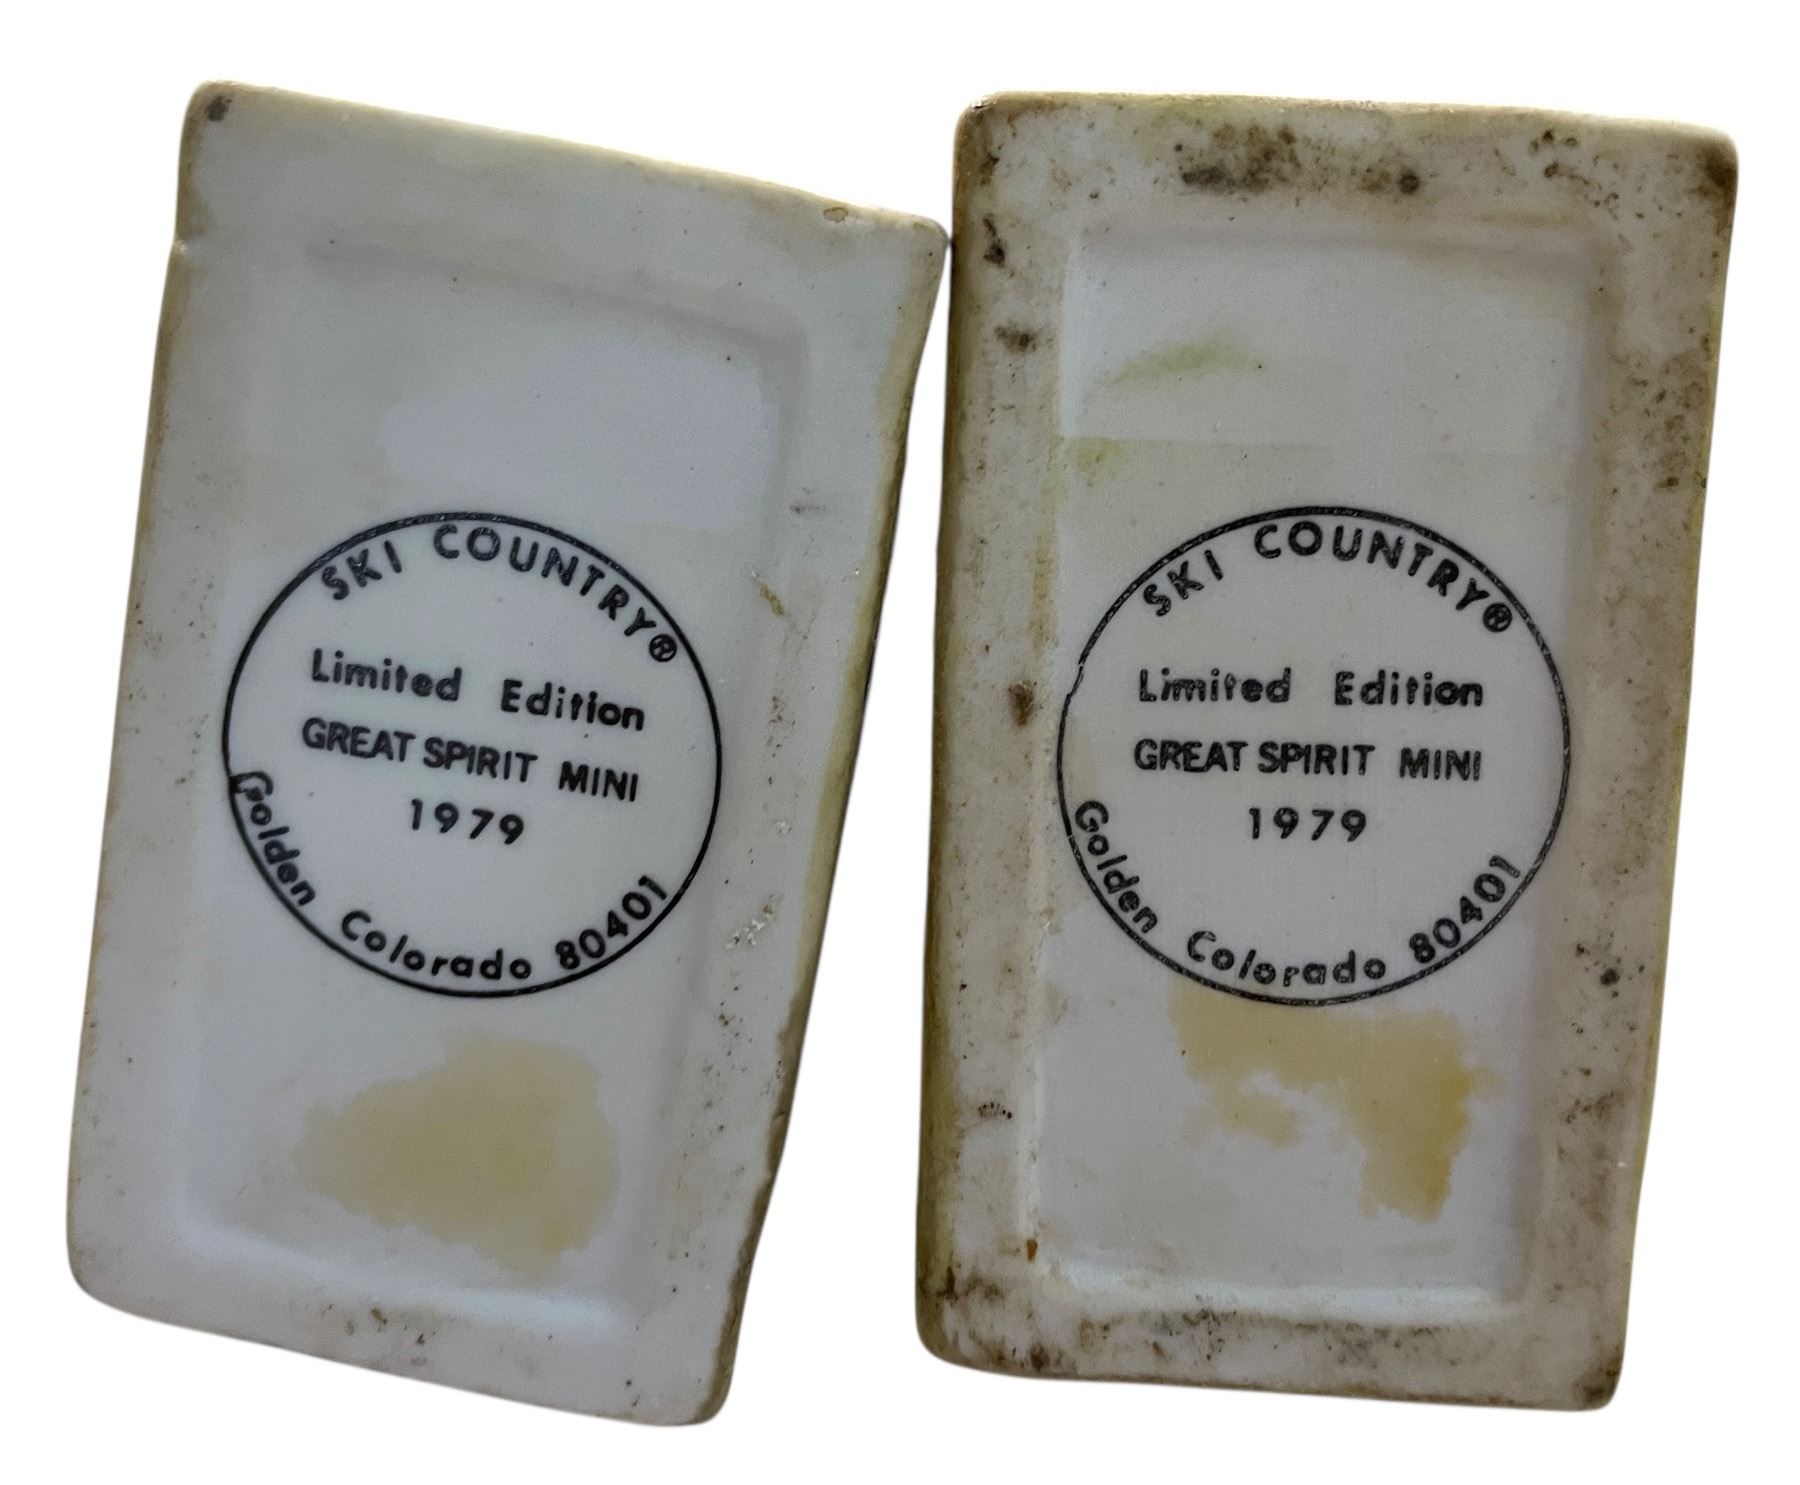 SKI COUNTRY®
Limited Edition
GREAT SPIRIT MINI
1979
Golden Colorado 80401
SKI COUNTRY®
Limited Edition
GREAT SPIRIT MINI
1979
Golden Colorado 80401